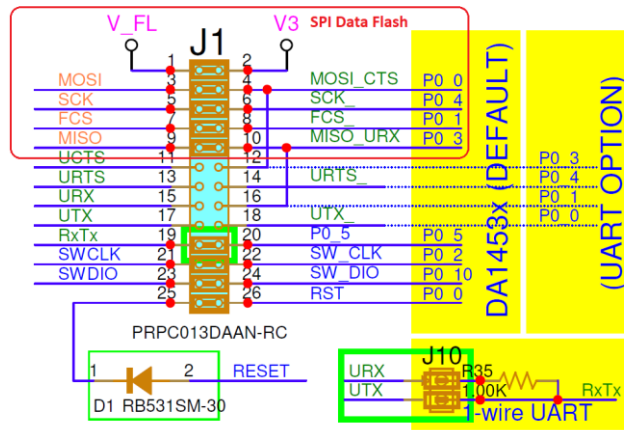 V_FL J1 V3 SPI Data Flash
1 2
MOSI 3 4 MOSI_CTS P0_0
SCK 5 6 SCK_ P0_4
FCS 7 8 FCS_ P0_1
MISO 9 10 MISO_URX P0_3
UCTS 11 12 P0_3
URTS 13 14 URTS_ P0_4
URX 15 16 P0_1
UTX 17 18 UTX_ P0_0
RxTx 19 20 P0_5 P0_5
SWCLK 21 22 SW_CLK P0_2
SWDIO 23 24 SW_DIO P0_10
25 26 RST P0_0
DA1453x (DEFAULT)
(UART OPTION)
PRPC013DAAN-RC
1 2 RESET
D1 RB531SM-30
J10
URX R35
UTX 1.00K RxTx
1-wire UART